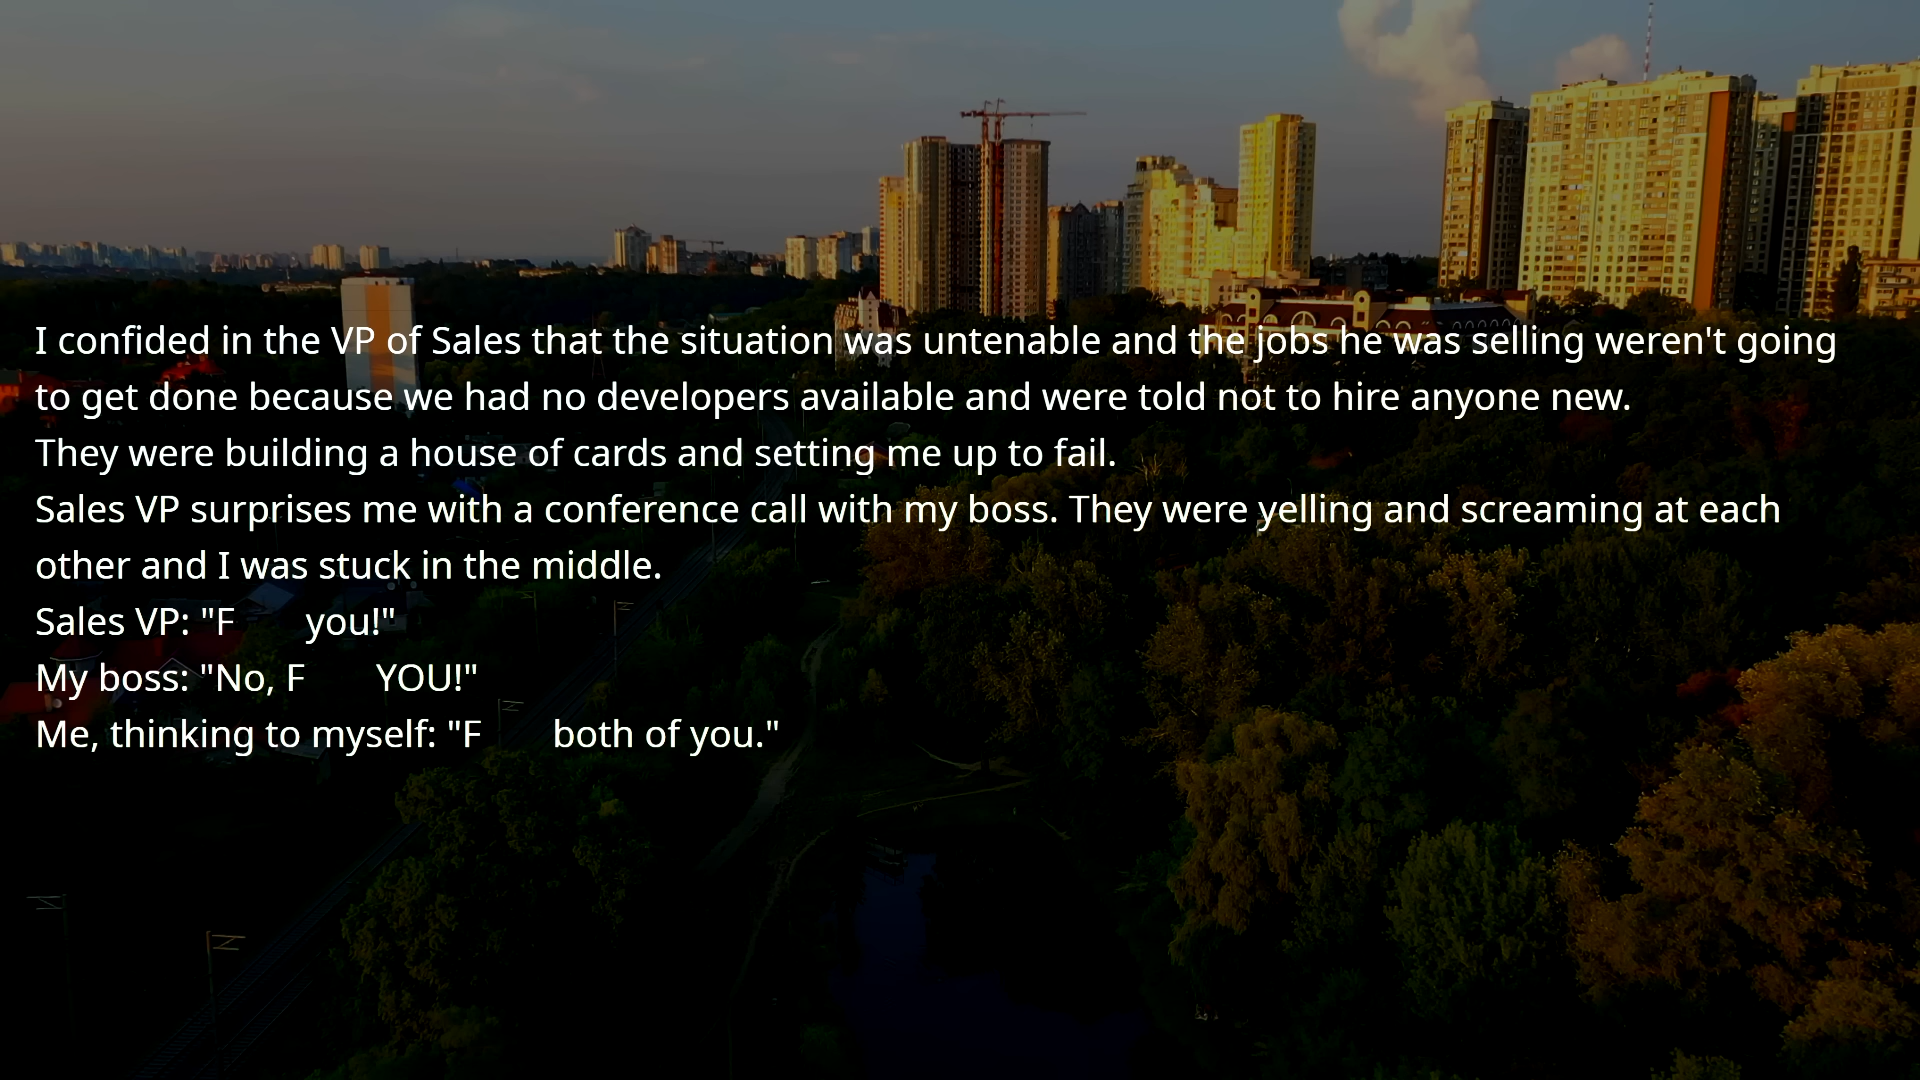 I confided in the VP of Sales that the situation was untenable and the jobs he was selling weren't going
to get done because we had no developers available and were told not to hire anyone new.
They were building a house of cards and setting me up to fail.
Sales VP surprises me with a conference call with my boss. They were yelling and screaming at each
other and I was stuck in the middle.
Sales VP: "F you!"
My boss: "No, F YOU!"
Me, thinking to myself: "F both of you."